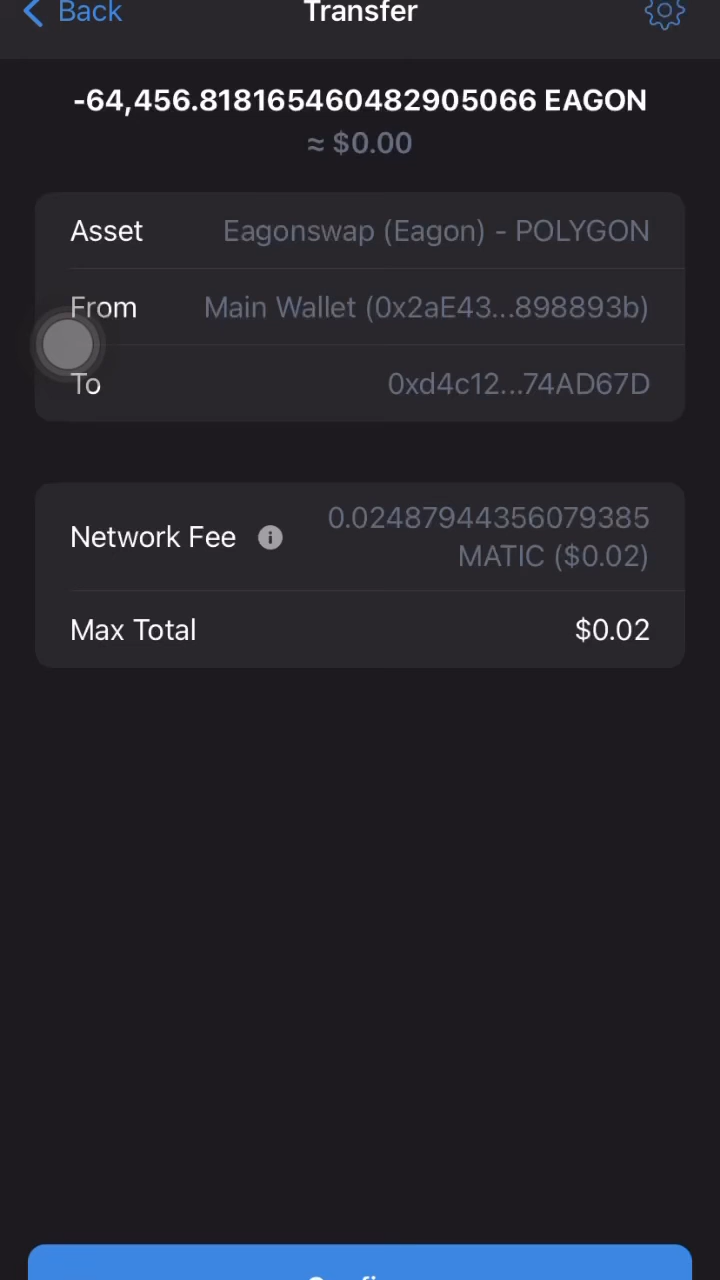 Back
Transfer
-64,456.818165460482905066 EAGON
≈ $0.00
Asset Eagonswap (Eagon) - POLYGON
From Main Wallet (0x2aE43...898893b)
To 0xd4c12...74AD67D
Network Fee 0.02487944356079385
MATIC ($0.02)
Max Total $0.02